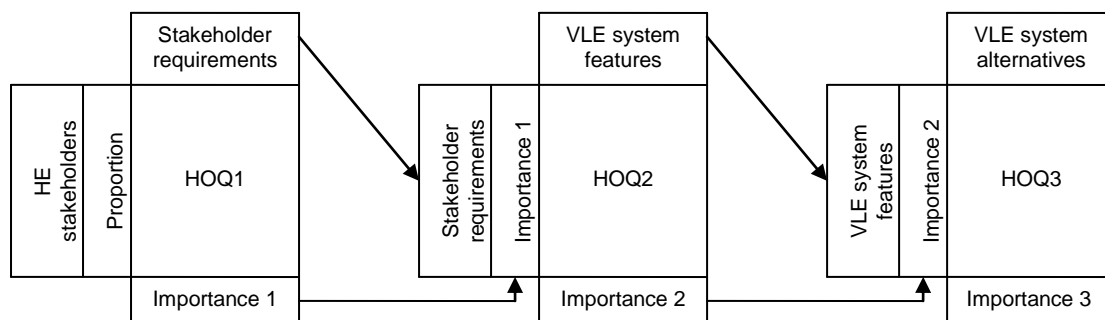 Stakeholder
requirements
HE
stakeholders
Proportion
HOQ1
Importance 1
VLE system
features
Stakeholder
requirements
Importance 1
HOQ2
Importance 2
VLE system
alternatives
VLE system
features
Importance 2
HOQ3
Importance 3